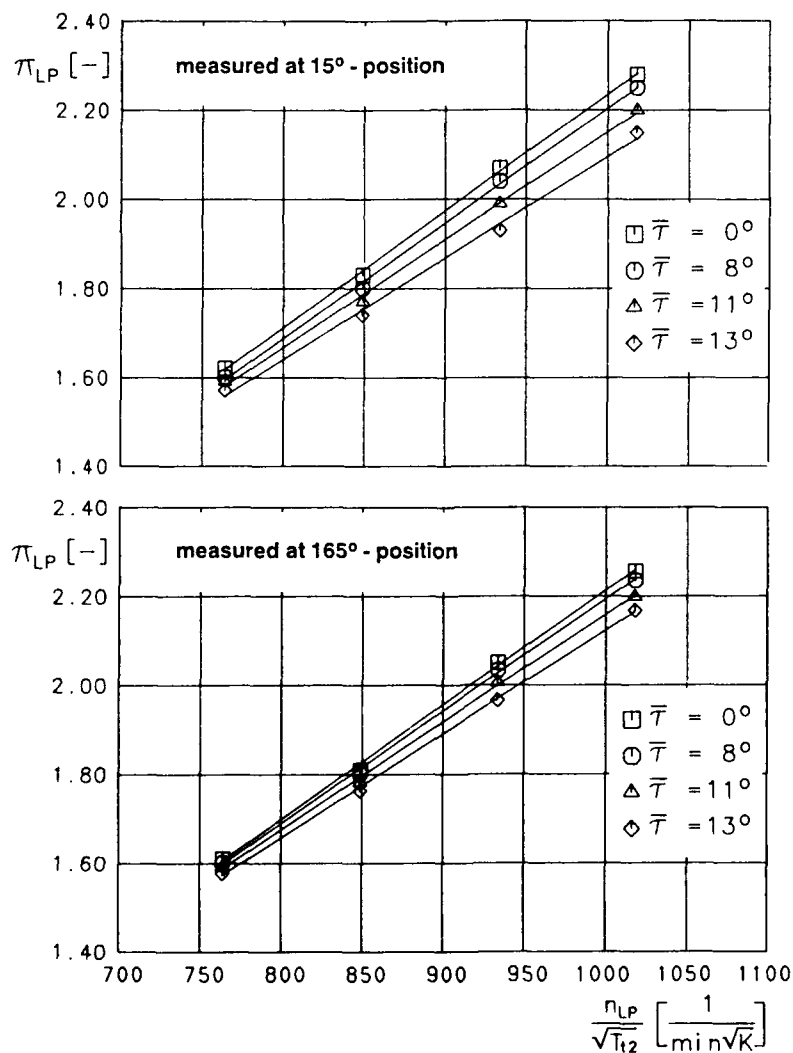 2.40
π_LP [-]
measured at 15° - position
2.20
2.00
1.80
1.60
1.40
τ̅ = 0°
τ̅ = 8°
τ̅ = 11°
τ̅ = 13°
2.40
π_LP [-]
measured at 165° - position
2.20
2.00
1.80
1.60
1.40
τ̅ = 0°
τ̅ = 8°
τ̅ = 11°
τ̅ = 13°
700 750 800 850 900 950 1000 1050 1100
n_LP / √T_t2 [1 / min√K]